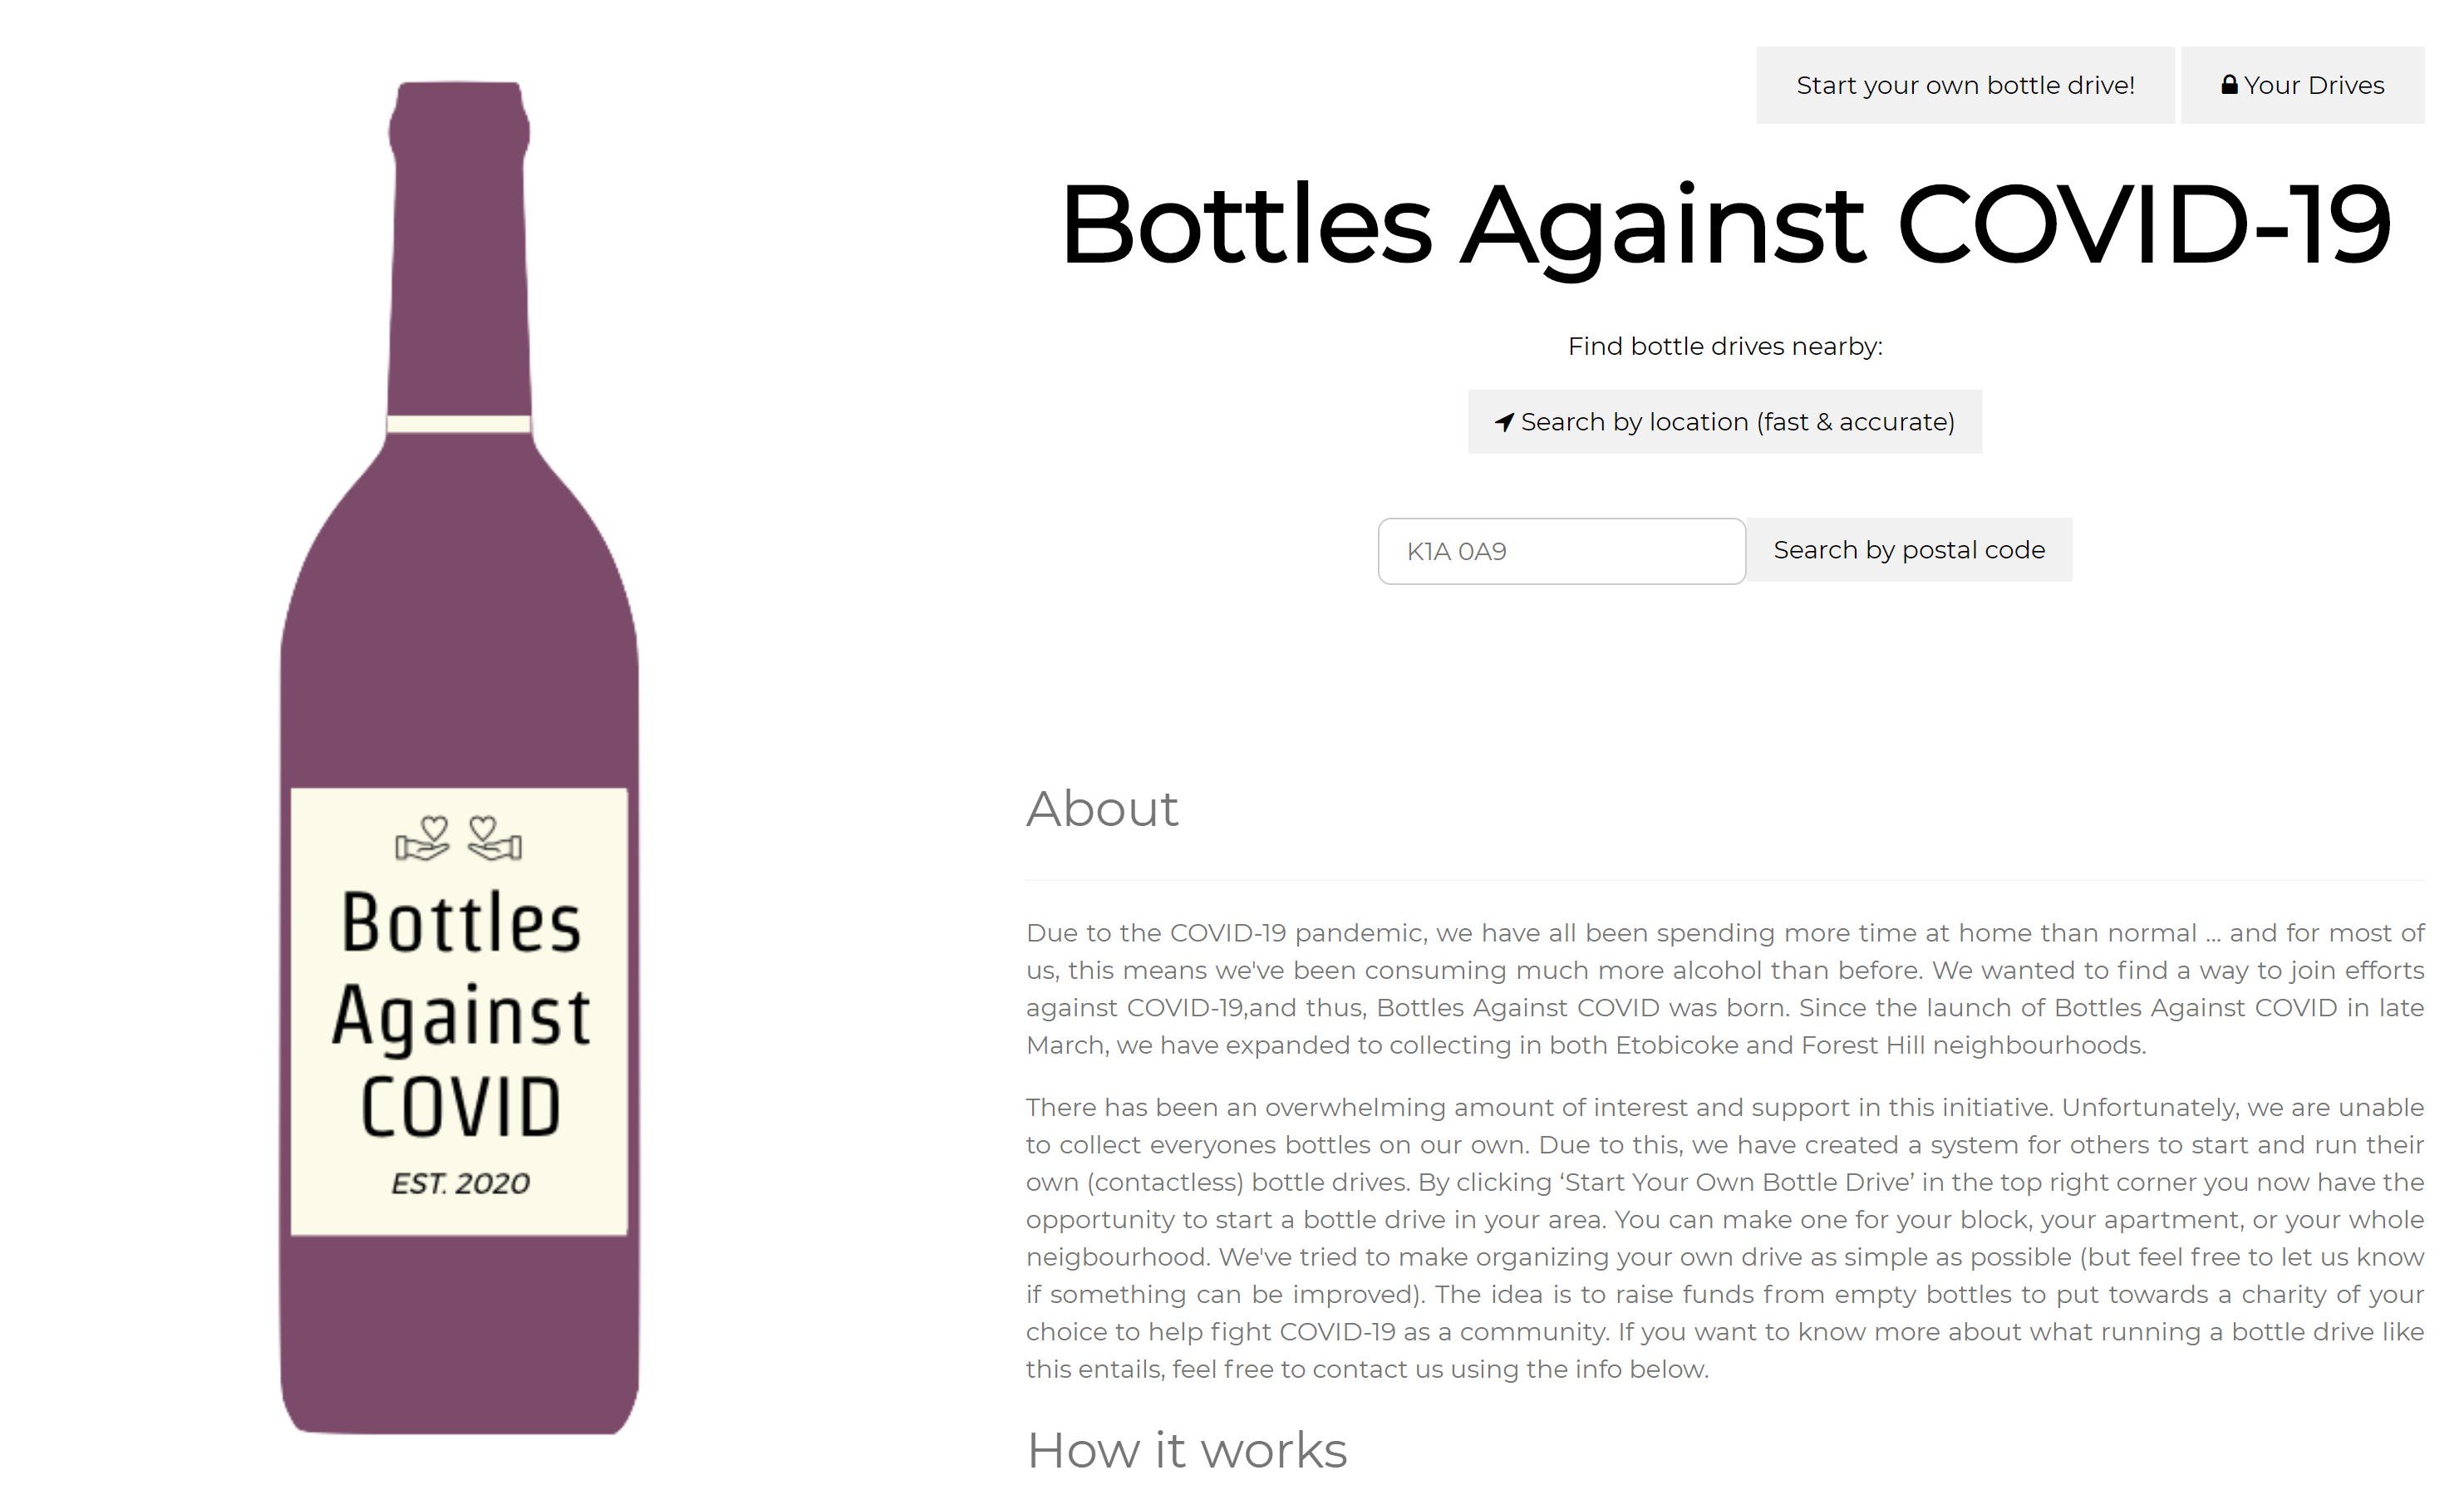 Start your own bottle drive!
Your Drives
Bottles Against COVID-19
Find bottle drives nearby:
Search by location (fast & accurate)
K1A 0A9
Search by postal code
Bottles
Against
COVID
EST. 2020
About
Due to the COVID-19 pandemic, we have all been spending more time at home than normal ... and for most of
us, this means we've been consuming much more alcohol than before. We wanted to find a way to join efforts
against COVID-19,and thus, Bottles Against COVID was born. Since the launch of Bottles Against COVID in late
March, we have expanded to collecting in both Etobicoke and Forest Hill neighbourhoods.
There has been an overwhelming amount of interest and support in this initiative. Unfortunately, we are unable
to collect everyones bottles on our own. Due to this, we have created a system for others to start and run their
own (contactless) bottle drives. By clicking ‘Start Your Own Bottle Drive’ in the top right corner you now have the
opportunity to start a bottle drive in your area. You can make one for your block, your apartment, or your whole
neigbourhood. We've tried to make organizing your own drive as simple as possible (but feel free to let us know
if something can be improved). The idea is to raise funds from empty bottles to put towards a charity of your
choice to help fight COVID-19 as a community. If you want to know more about what running a bottle drive like
this entails, feel free to contact us using the info below.
How it works